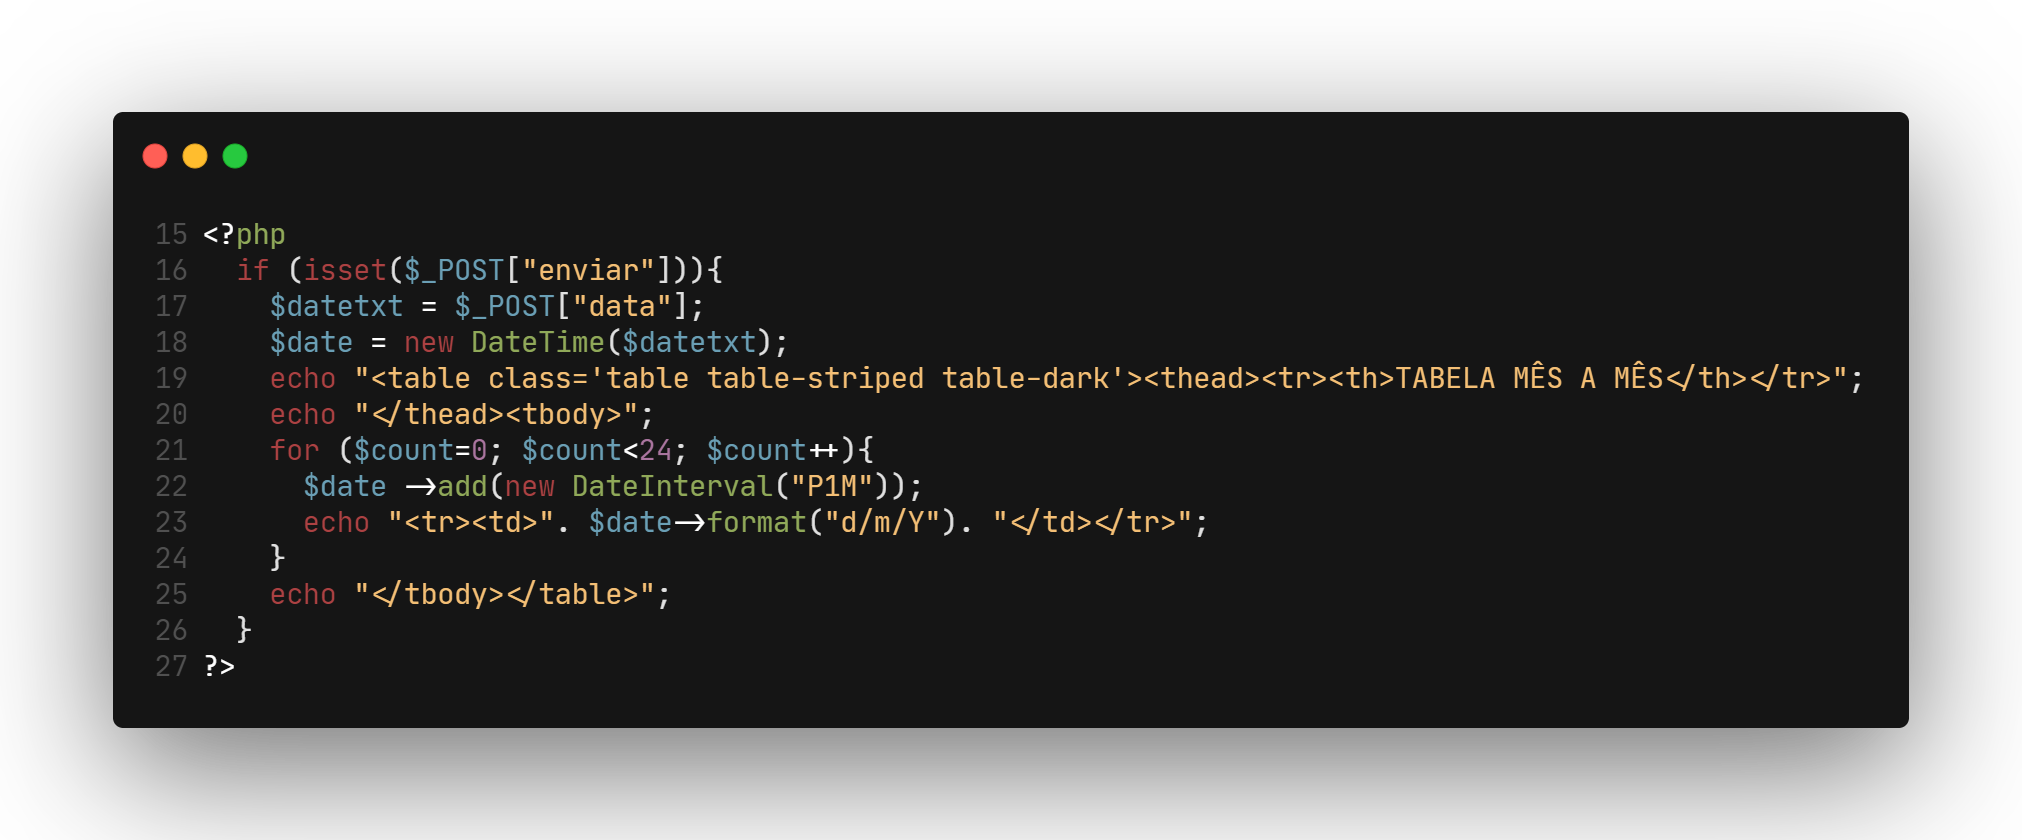 15 <?php
16   if (isset($_POST["enviar"])){
17     $datetxt = $_POST["data"];
18     $date = new DateTime($datetxt);
19     echo "<table class='table table-striped table-dark'><thead><tr><th>TABELA MÊS A MÊS</th></tr>";
20     echo "</thead><tbody>";
21     for ($count=0; $count<24; $count++){
22       $date ->add(new DateInterval("P1M"));
23       echo "<tr><td>". $date->format("d/m/Y"). "</td></tr>";
24     }
25     echo "</tbody></table>";
26   }
27 ?>